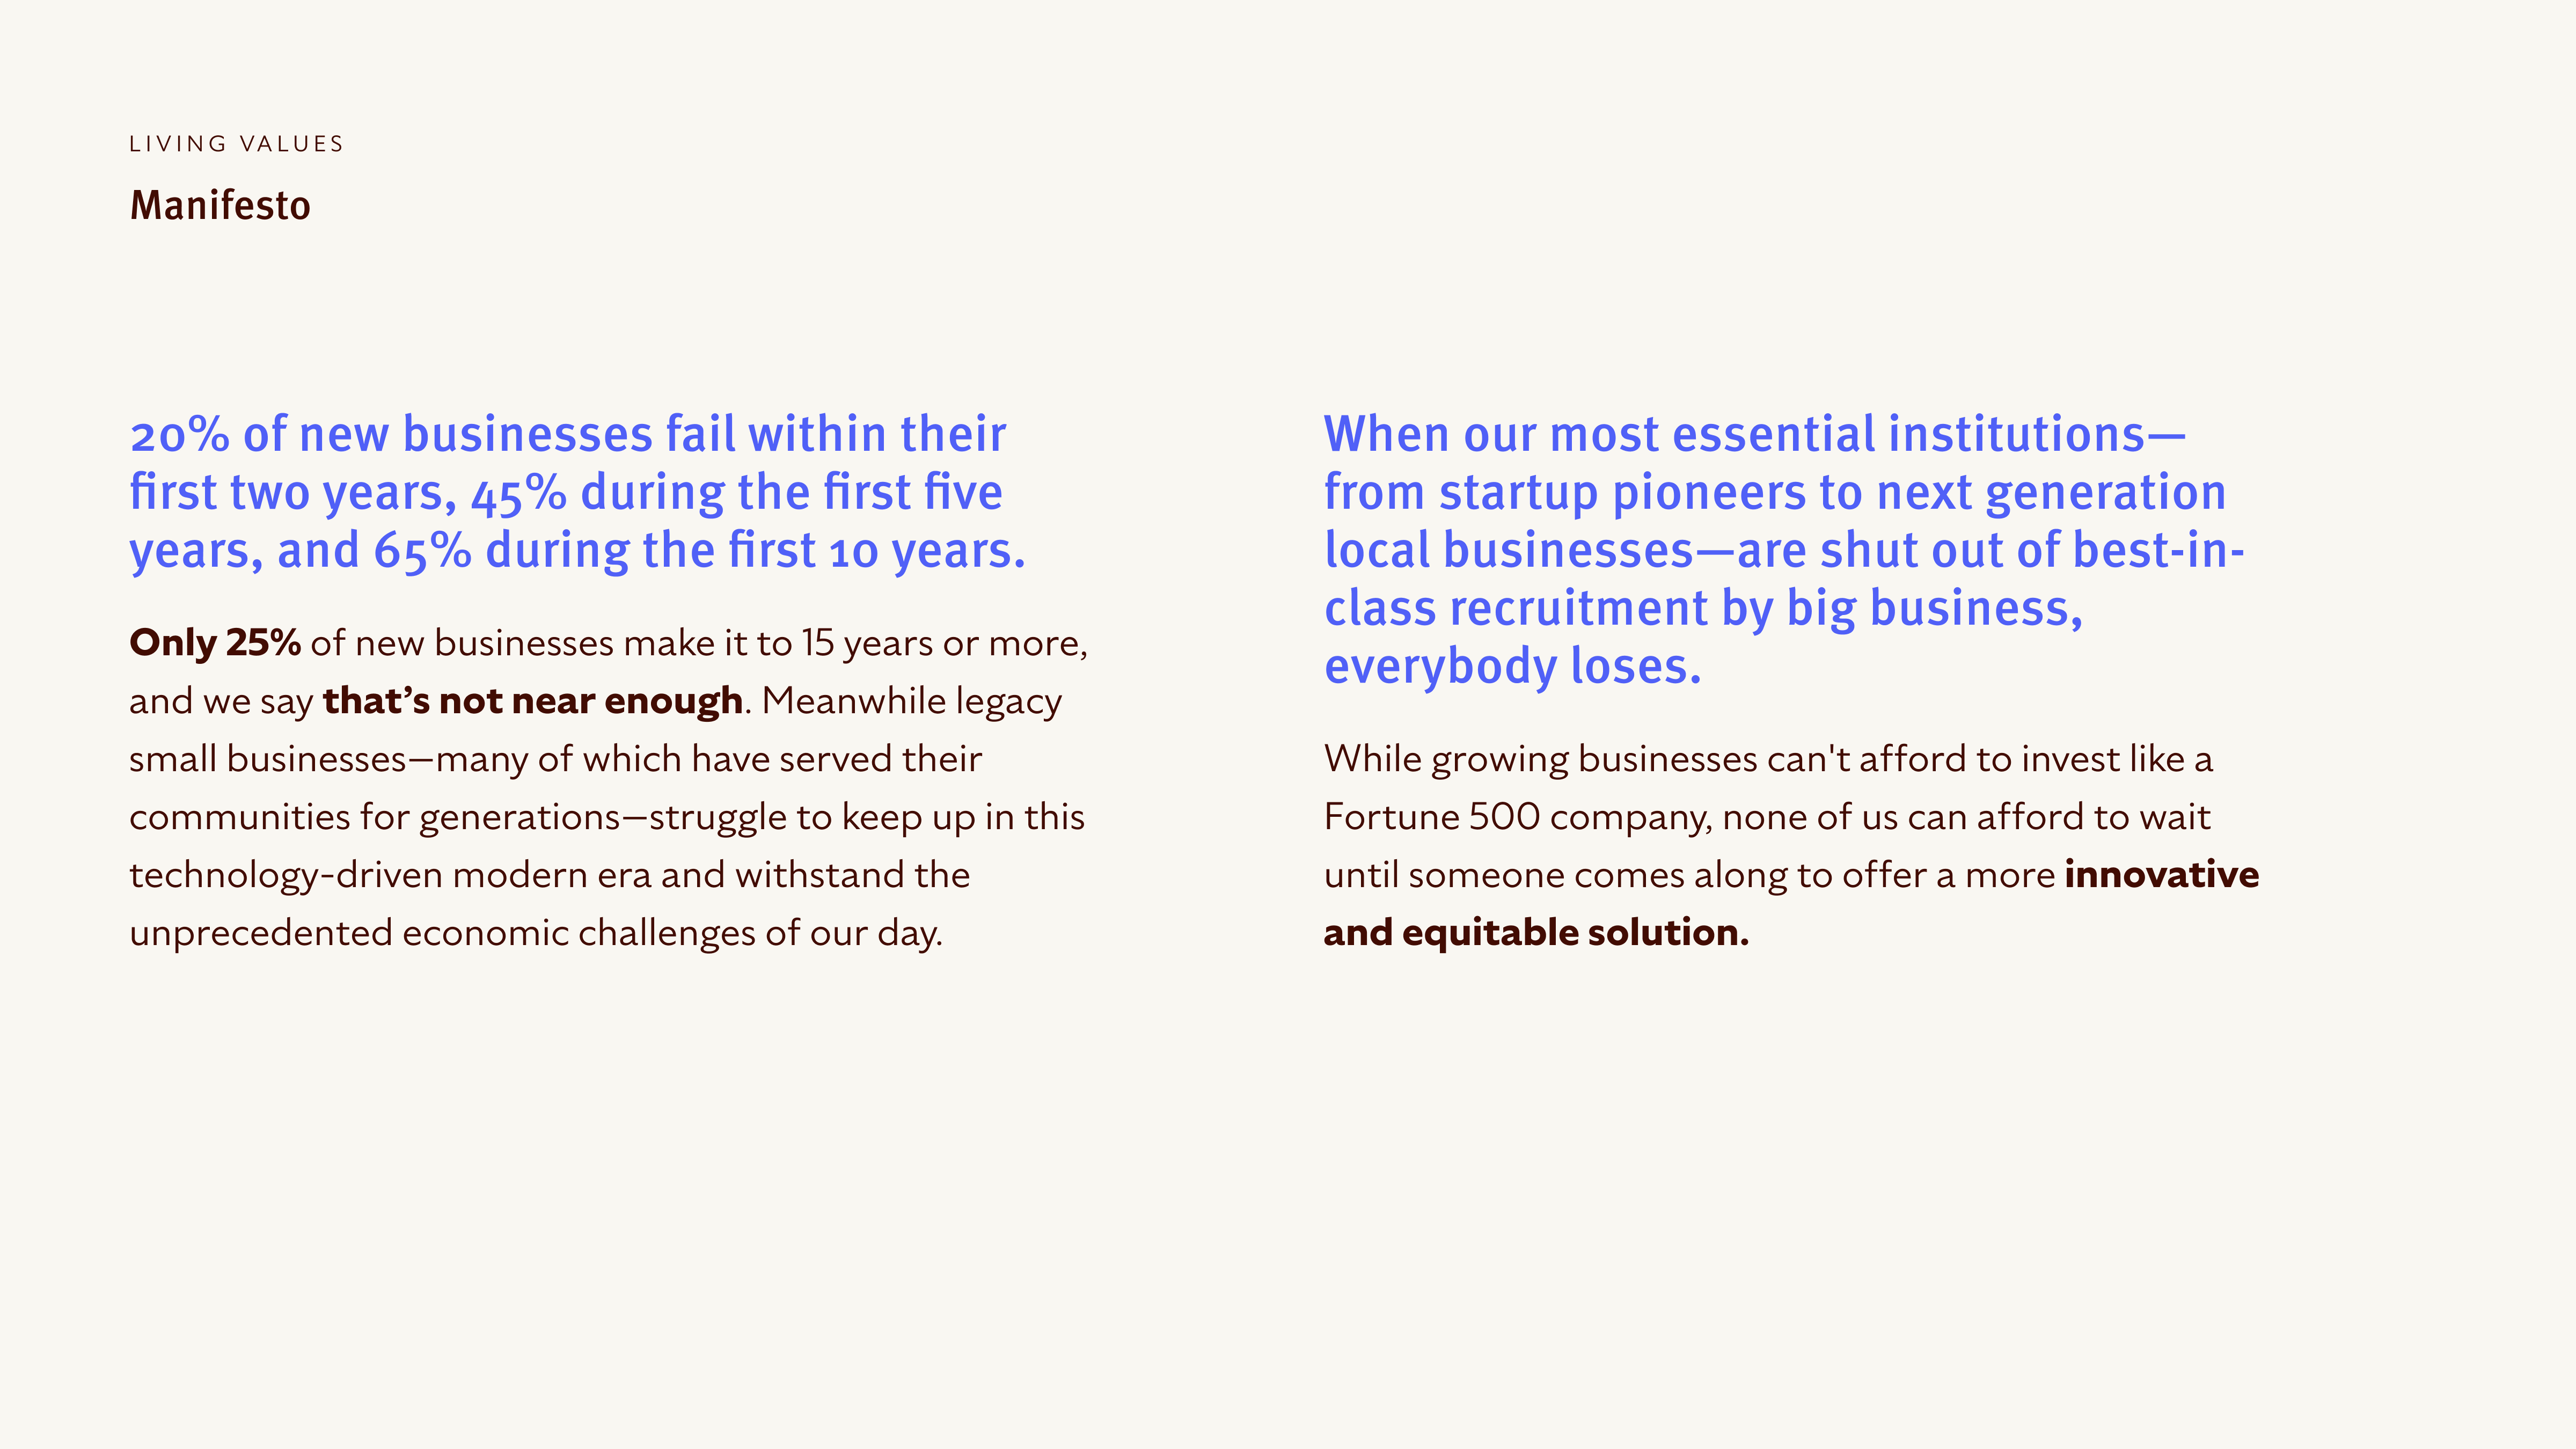 LIVING VALUES
Manifesto
20% of new businesses fail within their
first two years, 45% during the first five
years, and 65% during the first 10 years.
Only 25% of new businesses make it to 15 years or more,
and we say that’s not near enough. Meanwhile legacy
small businesses—many of which have served their
communities for generations—struggle to keep up in this
technology-driven modern era and withstand the
unprecedented economic challenges of our day.
When our most essential institutions—
from startup pioneers to next generation
local businesses—are shut out of best-in-
class recruitment by big business,
everybody loses.
While growing businesses can't afford to invest like a
Fortune 500 company, none of us can afford to wait
until someone comes along to offer a more innovative
and equitable solution.